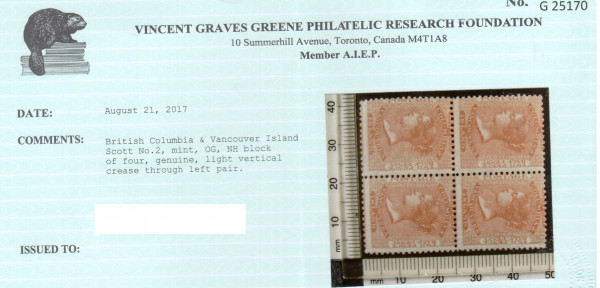 No. G 25170
VINCENT GRAVES GREENE PHILATELIC RESEARCH FOUNDATION
10 Summerhill Avenue, Toronto, Canada M4T1A8
Member A.I.E.P.
DATE: August 21, 2017
COMMENTS: British Columbia & Vancouver Island
Scott No.2, mint, OG, NH block
of four, genuine, light vertical
crease through left pair.
ISSUED TO:
40
30
20
10
mm
mm 10 20 30 40 50